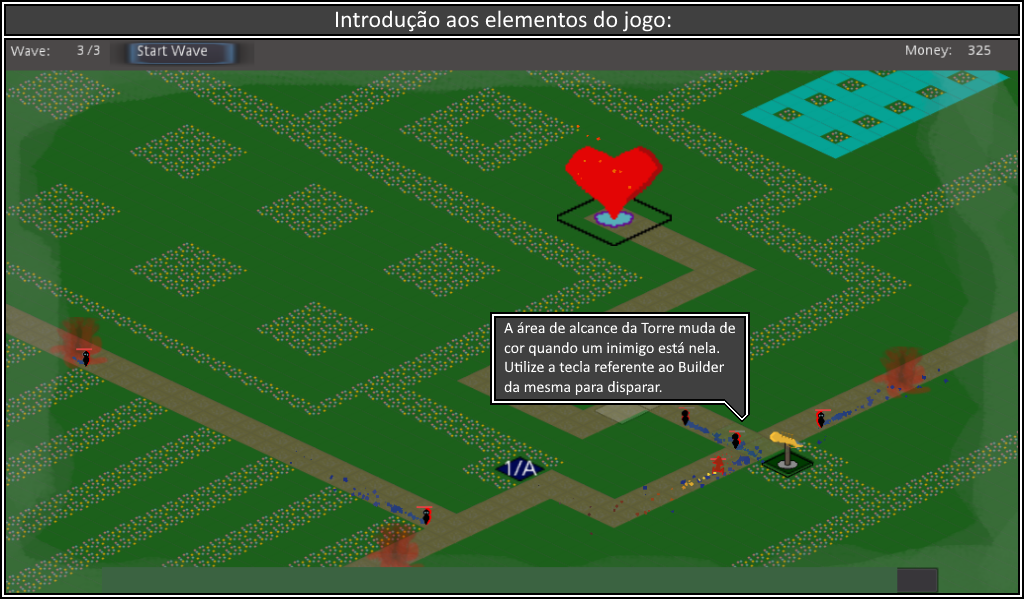 Introdução aos elementos do jogo:
Wave: 3/3 Start Wave Money: 325
A área de alcance da Torre muda de
cor quando um inimigo está nela.
Utilize a tecla referente ao Builder
da mesma para disparar.
1/A